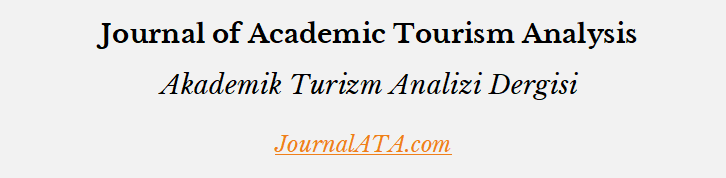 Journal of Academic Tourism Analysis
Akademik Turizm Analizi Dergisi
JournalATA.com